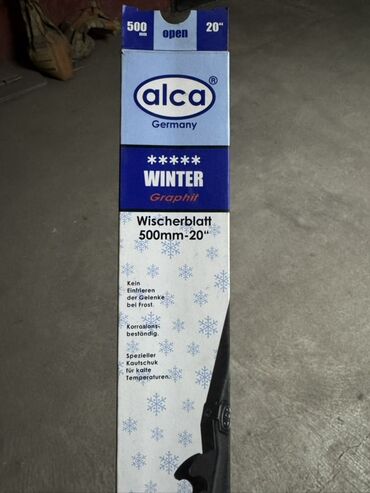 500 mm open 20"
alca®
Germany
*****
WINTER
Graphit
Wischerblatt
500mm-20"
Kein
Einfrieren
der Gelenke
bei Frost.
Korrosions-
beständig.
Spezieller
Kautschuk
für kalte
Temperaturen.